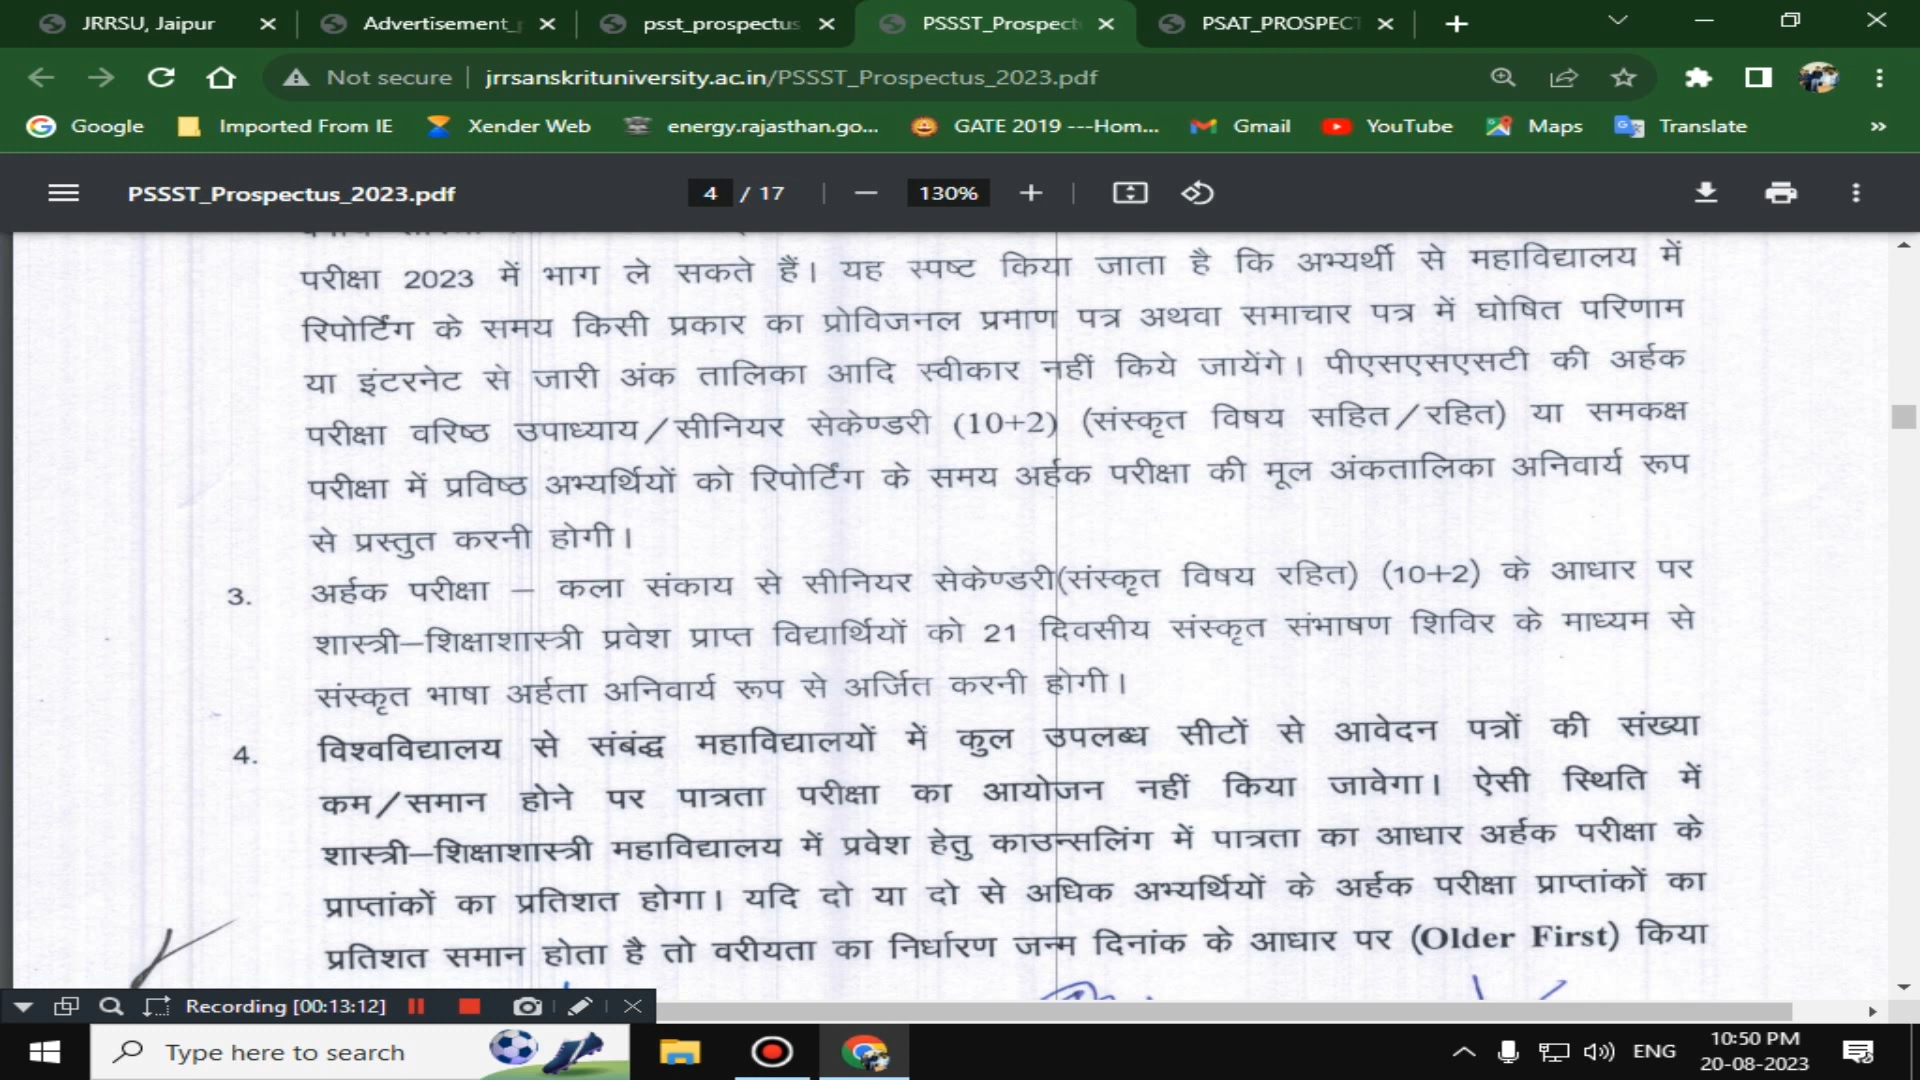 JRRSU, Jaipur
Advertisement_
psst_prospectus
PSSST_Prospect
PSAT_PROSPECT
Not secure
jrrsanskrituniversity.ac.in/PSSST_Prospectus_2023.pdf
Google
Imported From IE
Xender Web
energy.rajasthan.go...
GATE 2019 ---Hom...
Gmail
YouTube
Maps
Translate
PSSST_Prospectus_2023.pdf
4 / 17
130%
परीक्षा 2023 में भाग ले सकते हैं। यह स्पष्ट किया जाता है कि अभ्यर्थी से महाविद्यालय में
रिपोर्टिंग के समय किसी प्रकार का प्रोविजनल प्रमाण पत्र अथवा समाचार पत्र में घोषित परिणाम
या इंटरनेट से जारी अंक तालिका आदि स्वीकार नहीं किये जायेंगे। पीएसएसएसटी की अर्हक
परीक्षा वरिष्ठ उपाध्याय/सीनियर सेकेण्डरी (10+2) (संस्कृत विषय सहित/रहित) या समकक्ष
परीक्षा में प्रविष्ठ अभ्यर्थियों को रिपोर्टिंग के समय अर्हक परीक्षा की मूल अंकतालिका अनिवार्य रूप
से प्रस्तुत करनी होगी।
3. अर्हक परीक्षा – कला संकाय से सीनियर सेकेण्डरी(संस्कृत विषय रहित) (10+2) के आधार पर
शास्त्री–शिक्षाशास्त्री प्रवेश प्राप्त विद्यार्थियों को 21 दिवसीय संस्कृत संभाषण शिविर के माध्यम से
संस्कृत भाषा अर्हता अनिवार्य रूप से अर्जित करनी होगी।
4. विश्वविद्यालय से संबंद्ध महाविद्यालयों में कुल उपलब्ध सीटों से आवेदन पत्रों की संख्या
कम/समान होने पर पात्रता परीक्षा का आयोजन नहीं किया जावेगा। ऐसी स्थिति में
शास्त्री–शिक्षाशास्त्री महाविद्यालय में प्रवेश हेतु काउन्सलिंग में पात्रता का आधार अर्हक परीक्षा के
प्राप्तांकों का प्रतिशत होगा। यदि दो या दो से अधिक अभ्यर्थियों के अर्हक परीक्षा प्राप्तांकों का
प्रतिशत समान होता है तो वरीयता का निर्धारण जन्म दिनांक के आधार पर (Older First) किया
Recording [00:13:12]
Type here to search
ENG
10:50 PM
20-08-2023